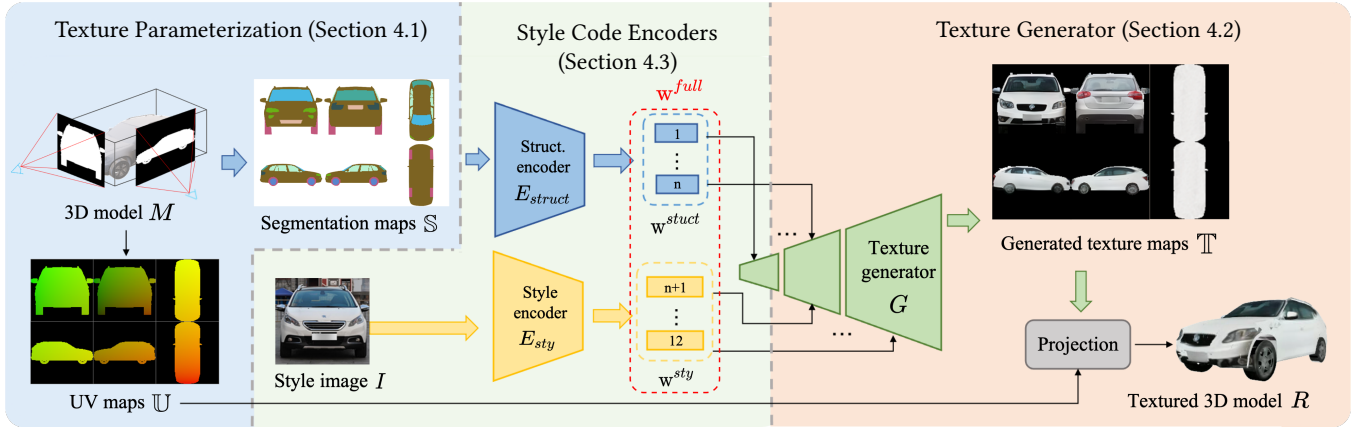 Texture Parameterization (Section 4.1)
3D model M
Segmentation maps 𝕊
UV maps 𝕌
Style Code Encoders
(Section 4.3)
Struct.
encoder
E_struct
Style
encoder
E_sty
Style image I
w^full
1
⋮
n
w^stuct
n+1
⋮
12
w^sty
Texture Generator (Section 4.2)
...
Texture
generator
G
...
Generated texture maps 𝕋
Projection
Textured 3D model R